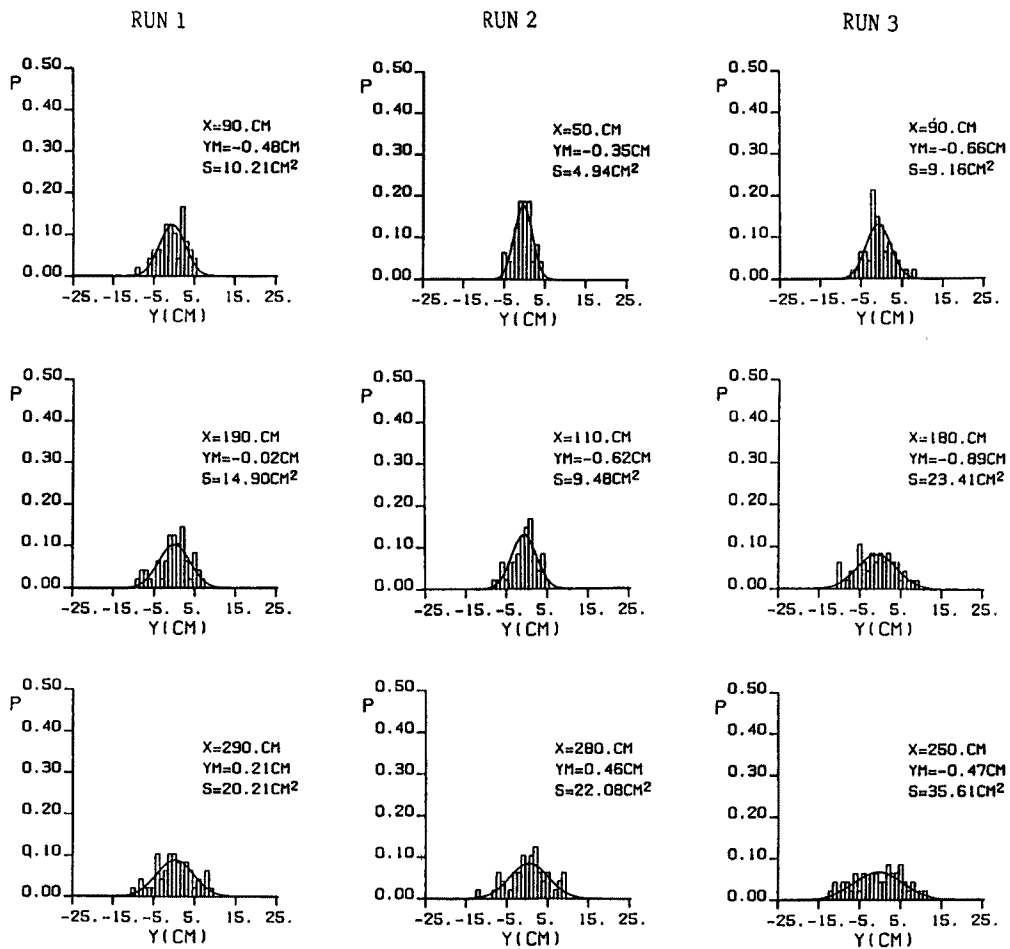 RUN 1
RUN 2
RUN 3
P
0.50
0.40
0.30
0.20
0.10
0.00
X=90.CM
YM=-0.48CM
S=10.21CM²
-25.-15.-5. 5. 15. 25.
Y(CM)
P
0.50
0.40
0.30
0.20
0.10
0.00
X=50.CM
YM=-0.35CM
S=4.94CM²
-25.-15.-5. 5. 15. 25.
Y(CM)
P
0.50
0.40
0.30
0.20
0.10
0.00
X=90.CM
YM=-0.66CM
S=9.16CM²
-25.-15.-5. 5. 15. 25.
Y(CM)
P
0.50
0.40
0.30
0.20
0.10
0.00
X=190.CM
YM=-0.02CM
S=14.90CM²
-25.-15.-5. 5. 15. 25.
Y(CM)
P
0.50
0.40
0.30
0.20
0.10
0.00
X=110.CM
YM=-0.62CM
S=9.48CM²
-25.-15.-5. 5. 15. 25.
Y(CM)
P
0.50
0.40
0.30
0.20
0.10
0.00
X=180.CM
YM=-0.89CM
S=23.41CM²
-25.-15.-5. 5. 15. 25.
Y(CM)
P
0.50
0.40
0.30
0.20
0.10
0.00
X=290.CM
YM=0.21CM
S=20.21CM²
-25.-15.-5. 5. 15. 25.
Y(CM)
P
0.50
0.40
0.30
0.20
0.10
0.00
X=280.CM
YM=0.46CM
S=22.08CM²
-25.-15.-5. 5. 15. 25.
Y(CM)
P
0.50
0.40
0.30
0.20
0.10
0.00
X=250.CM
YM=-0.47CM
S=35.61CM²
-25.-15.-5. 5. 15. 25.
Y(CM)